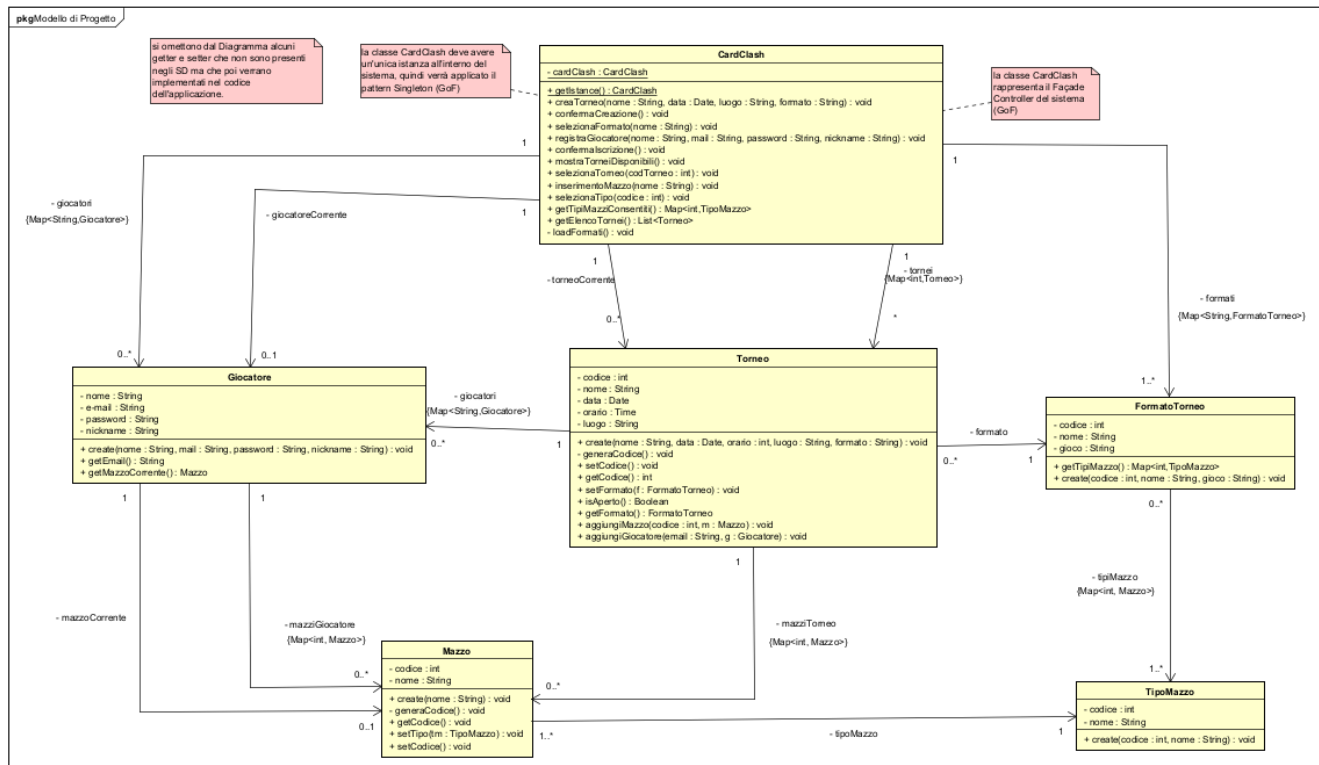 pkgModello di Progetto
si omettono dal Diagramma alcuni
getter e setter che non sono presenti
negli SD ma che poi verrano
implementati nel codice
dell'applicazione.
la classe CardClash deve avere
un'unica istanza all'interno del
sistema, quindi verrà applicato il
pattern Singleton (GoF)
la classe CardClash
rappresenta il Façade
Controller del sistema
(GoF)
CardClash
- cardClash : CardClash
+ getIstance() : CardClash
+ creaTorneo(nome : String, data : Date, luogo : String, formato : String) : void
+ confermaCreazione() : void
+ selezionaFormato(nome : String) : void
+ registraGiocatore(nome : String, mail : String, password : String, nickname : String) : void
+ confermaIscrizione() : void
+ mostraTorneiDisponibili() : void
+ selezionaTorneo(codTorneo : int) : void
+ inserimentoMazzo(nome : String) : void
+ selezionaTipo(codice : int) : void
+ getTipiMazziConsentiti() : Map<int,TipoMazzo>
+ getElencoTornei() : List<Torneo>
- loadFormati() : void
1
1
1
1
1
- giocatori
{Map<String,Giocatore>}
0..*
- giocatoreCorrente
0..1
- torneoCorrente
0..*
- tornei
{Map<int,Torneo>}
*
- formati
{Map<String,FormatoTorneo>}
1..*
Giocatore
- nome : String
- e-mail : String
- password : String
- nickname : String
+ create(nome : String, mail : String, password : String, nickname : String) : void
+ getEmail() : String
+ getMazzoCorrente() : Mazzo
- giocatori
{Map<String,Giocatore>}
0..*
1
Torneo
- codice : int
- nome : String
- data : Date
- orario : Time
- luogo : String
+ create(nome : String, data : Date, orario : int, luogo : String, formato : String) : void
- generaCodice() : void
+ setCodice() : void
+ getCodice() : int
+ setFormato(f : FormatoTorneo) : void
+ isAperto() : Boolean
+ getFormato() : FormatoTorneo
+ aggiungiMazzo(codice : int, m : Mazzo) : void
+ aggiungiGiocatore(email : String, g : Giocatore) : void
- formato
0..*
1
FormatoTorneo
- codice : int
- nome : String
- gioco : String
+ getTipiMazzo() : Map<int,TipoMazzo>
+ create(codice : int, nome : String, gioco : String) : void
1
1
1
0..*
- mazzoCorrente
0..1
- mazziGiocatore
{Map<int, Mazzo>}
0..*
- mazziTorneo
{Map<int, Mazzo>}
0..*
- tipiMazzo
{Map<int, Mazzo>}
1..*
Mazzo
- codice : int
- nome : String
+ create(nome : String) : void
- generaCodice() : void
+ getCodice() : void
+ setTipo(tm : TipoMazzo) : void
+ setCodice() : void
1..*
- tipoMazzo
1
TipoMazzo
- codice : int
- nome : String
+ create(codice : int, nome : String) : void